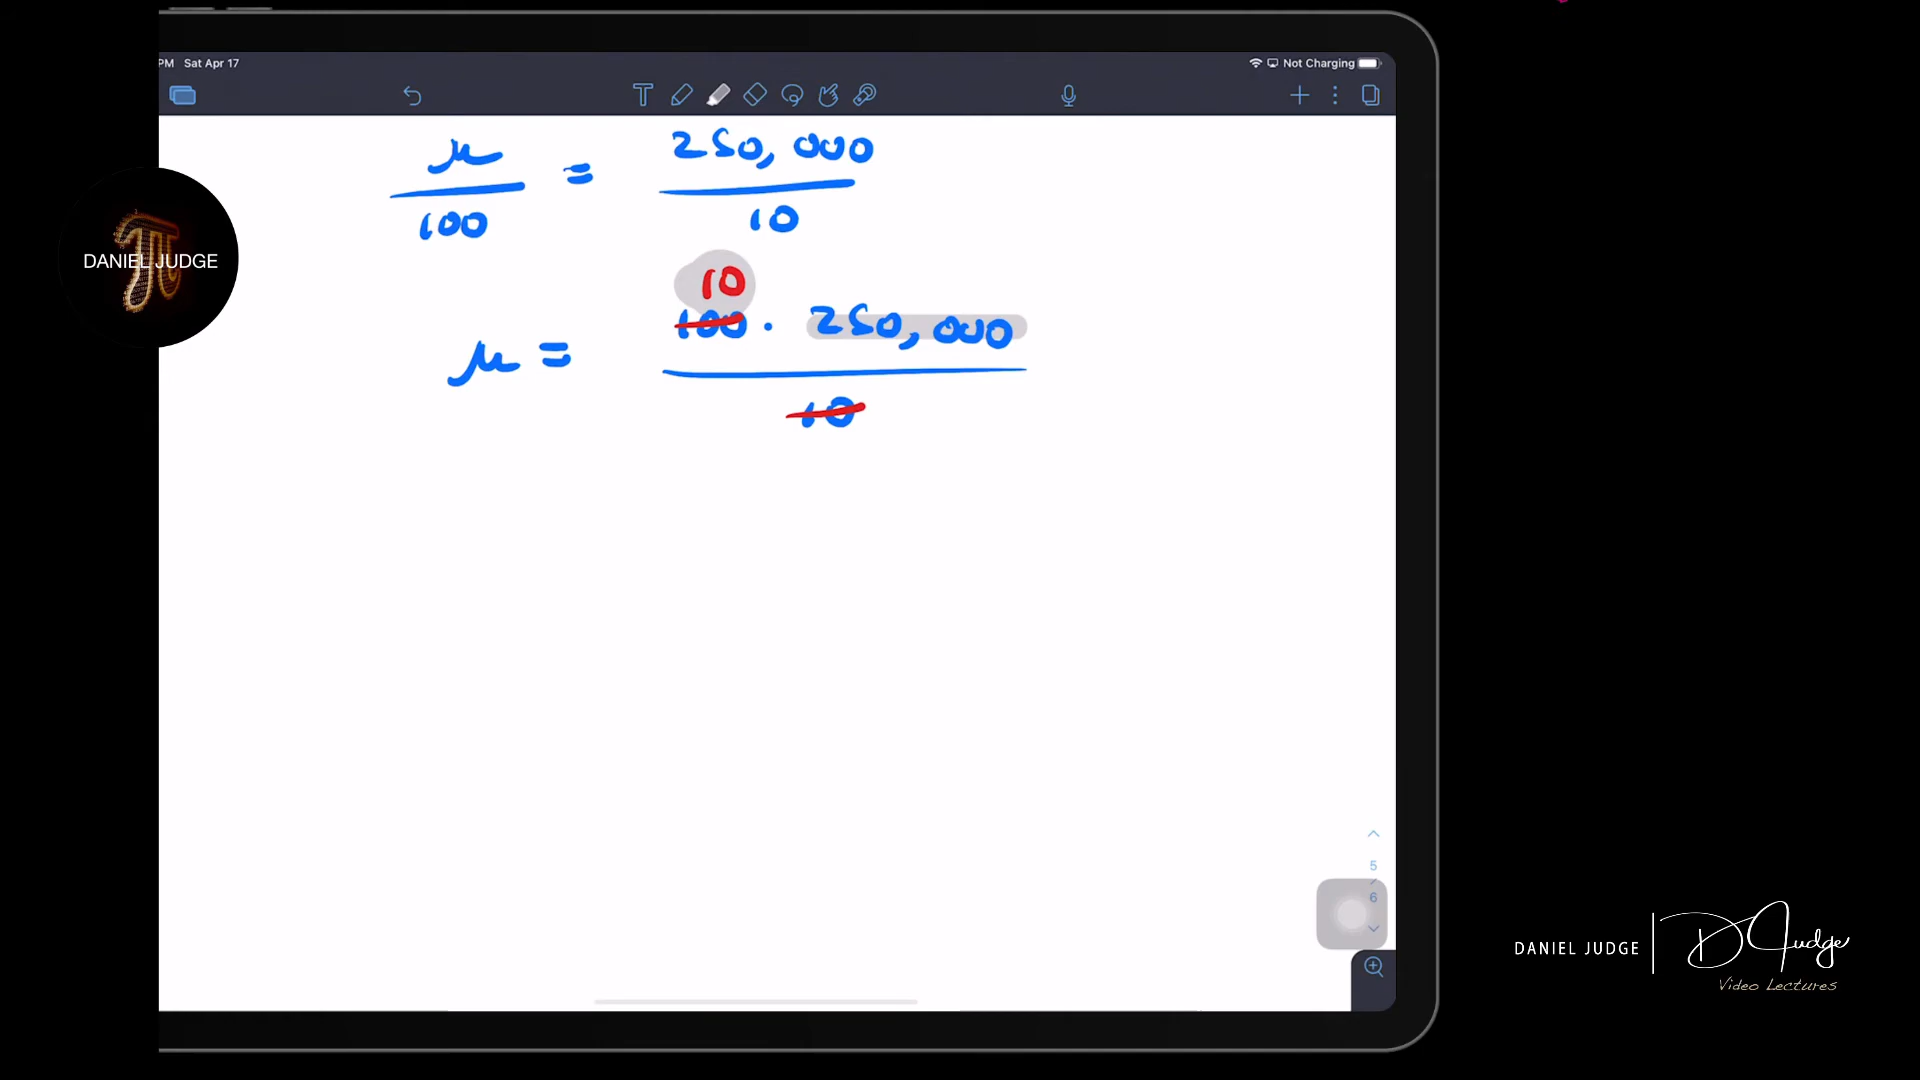 PM Sat Apr 17 Not Charging
μ = 250,000
100 10
10
100 · 250,000
μ =
10
DANIEL JUDGE
5
6
DANIEL JUDGE | DJudge
Video Lectures